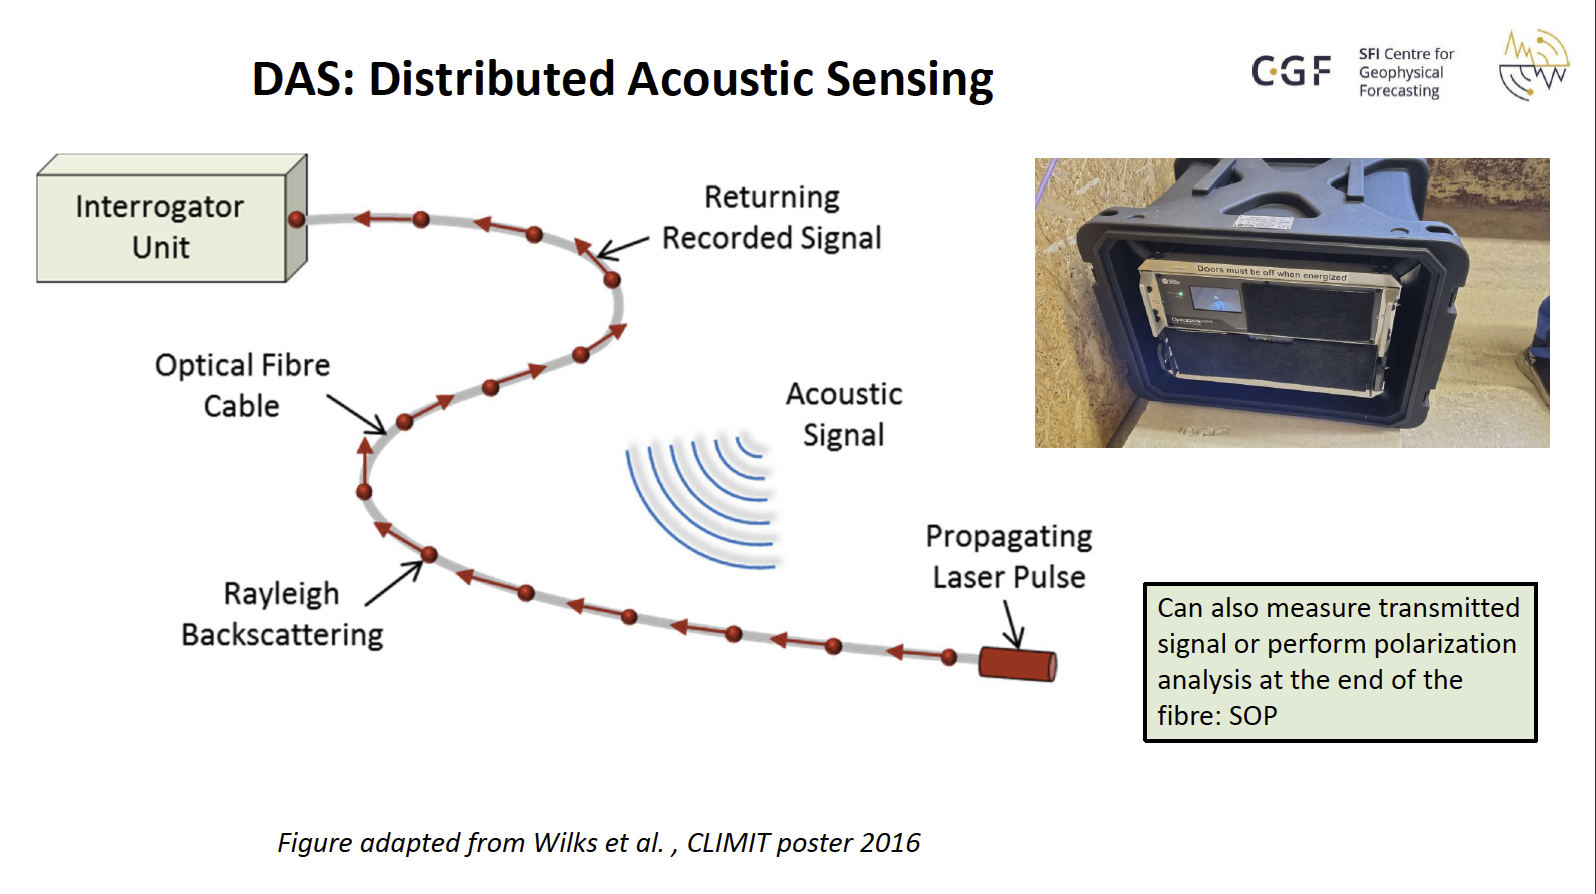 DAS: Distributed Acoustic Sensing
CGF
SFI Centre for
Geophysical
Forecasting
Interrogator
Unit
Returning
Recorded Signal
Doors must be off when energized
OptoDAS
Optical Fibre
Cable
Acoustic
Signal
Propagating
Laser Pulse
Rayleigh
Backscattering
Can also measure transmitted
signal or perform polarization
analysis at the end of the
fibre: SOP
Figure adapted from Wilks et al. , CLIMIT poster 2016